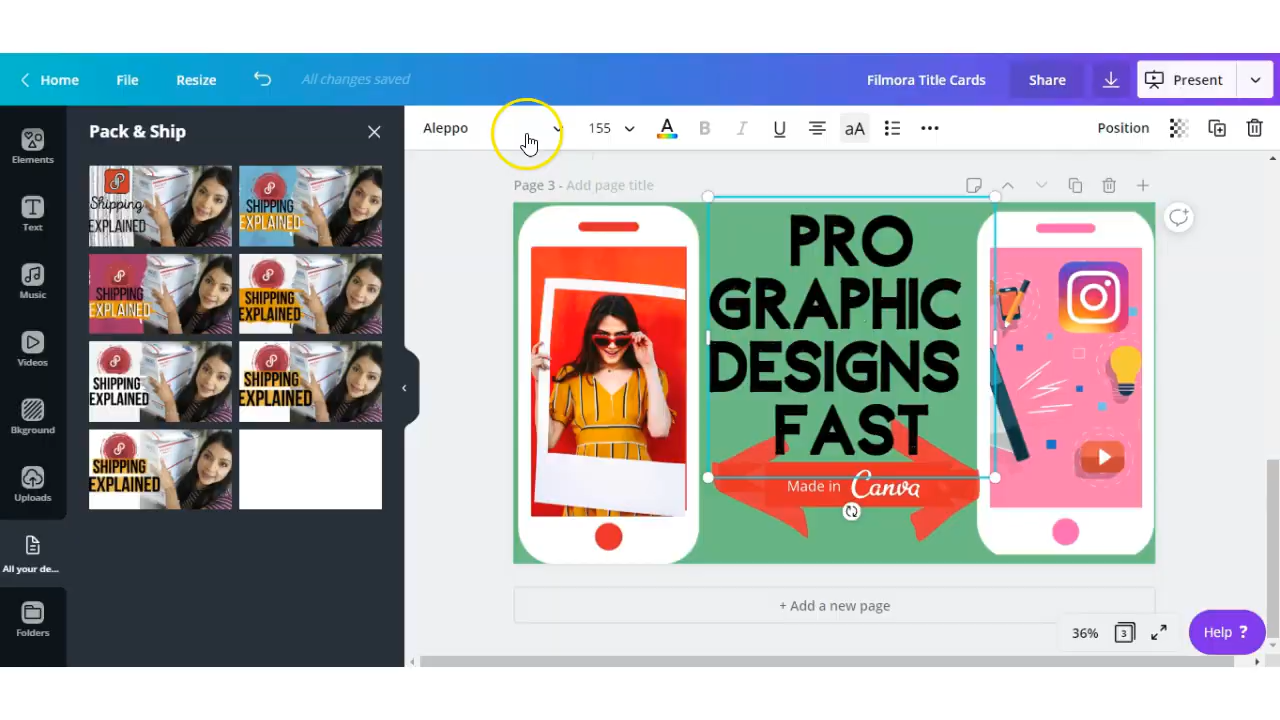 Home
File
Resize
All changes saved
Filmora Title Cards
Share
Present
Elements
Text
Music
Videos
Bkground
Uploads
All your de...
Folders
Pack & Ship
Shipping
EXPLAINED
SHIPPING
EXPLAINED
SHIPPING
EXPLAINED
SHIPPING
EXPLAINED
SHIPPING
EXPLAINED
SHIPPING
EXPLAINED
SHIPPING
EXPLAINED
Aleppo
155
A
B
I
U
aA
Position
Page 3 - Add page title
PRO
GRAPHIC
DESIGNS
FAST
Made in Canva
+ Add a new page
36%
3
Help ?